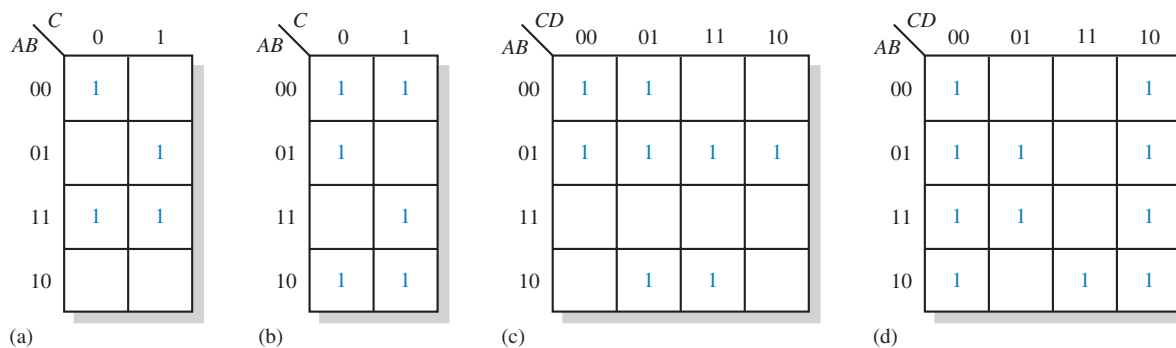 C CD CD
C
AB 0 1 AB 0 1 AB 00 01 11 10 AB 00 01 11 10
00 1 00 1 1 00 1 1 00 1 1
01 1 01 1 01 1 1 1 1 01 1 1 1
11 1 1 11 1 11 11 1 1 1
10 10 1 1 10 1 1 10 1 1 1
(a) (b) (c) (d)